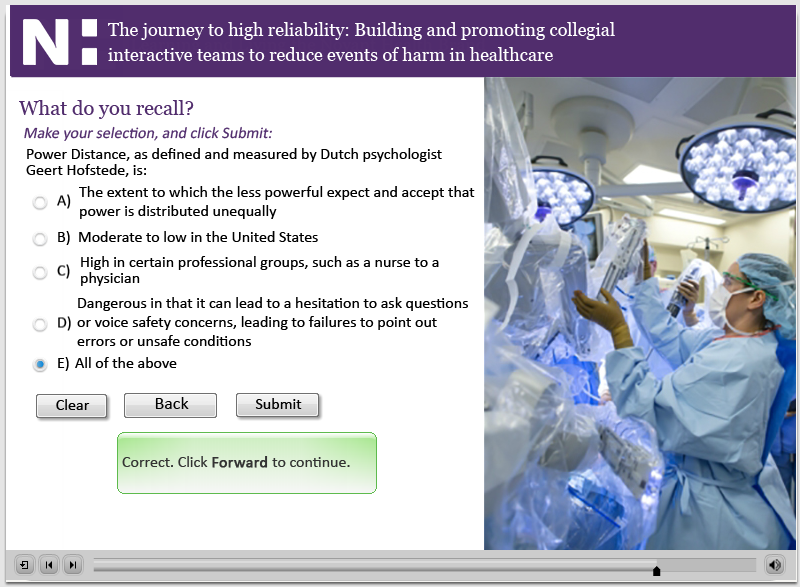 N:
The journey to high reliability: Building and promoting collegial
interactive teams to reduce events of harm in healthcare
What do you recall?
Make your selection, and click Submit:
Power Distance, as defined and measured by Dutch psychologist
Geert Hofstede, is:
A) The extent to which the less powerful expect and accept that
power is distributed unequally
B) Moderate to low in the United States
C) High in certain professional groups, such as a nurse to a
physician
D) Dangerous in that it can lead to a hesitation to ask questions
or voice safety concerns, leading to failures to point out
errors or unsafe conditions
E) All of the above
Clear Back Submit
Correct. Click Forward to continue.